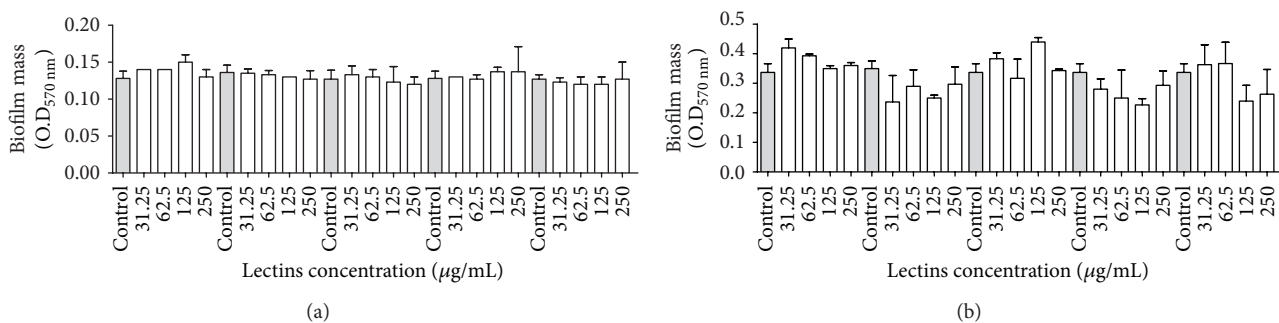 Biofilm mass
(O.D570 nm)
0.20
0.15
0.10
0.05
0.00
Control
31.25
62.5
125
250
Control
31.25
62.5
125
250
Control
31.25
62.5
125
250
Control
31.25
62.5
125
250
Control
31.25
62.5
125
250
Lectins concentration (μg/mL)
(a)
Biofilm mass
(O.D570 nm)
0.5
0.4
0.3
0.2
0.1
0.0
Control
31.25
62.5
125
250
Control
31.25
62.5
125
250
Control
31.25
62.5
125
250
Control
31.25
62.5
125
250
Control
31.25
62.5
125
250
Lectins concentration (μg/mL)
(b)